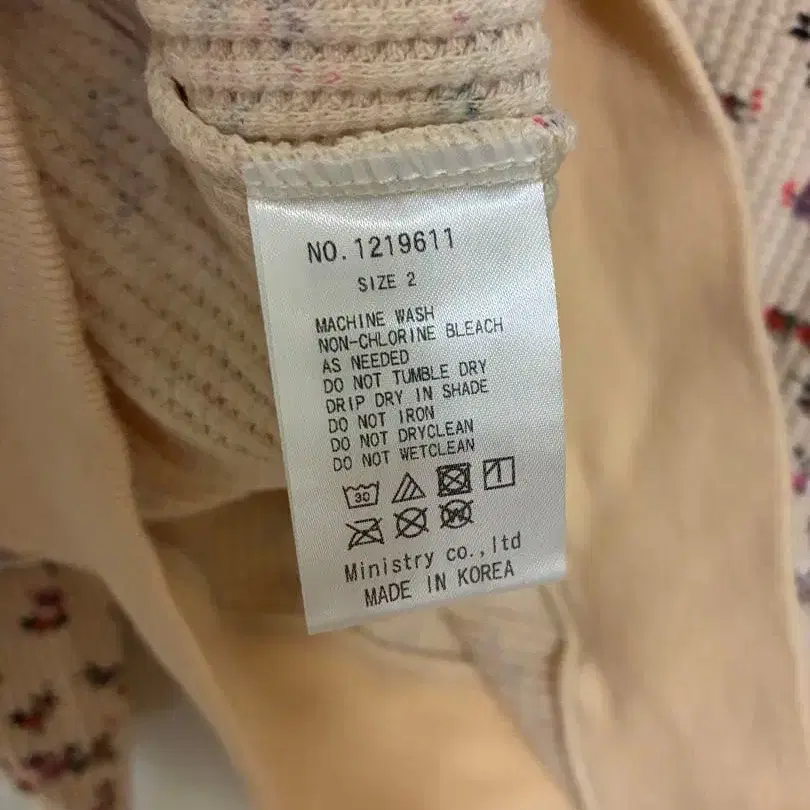 NO.1219611
SIZE 2
MACHINE WASH
NON-CHLORINE BLEACH
AS NEEDED
DO NOT TUMBLE DRY
DRIP DRY IN SHADE
DO NOT IRON
DO NOT DRYCLEAN
DO NOT WETCLEAN
30
W
Ministry co.,ltd
MADE IN KOREA